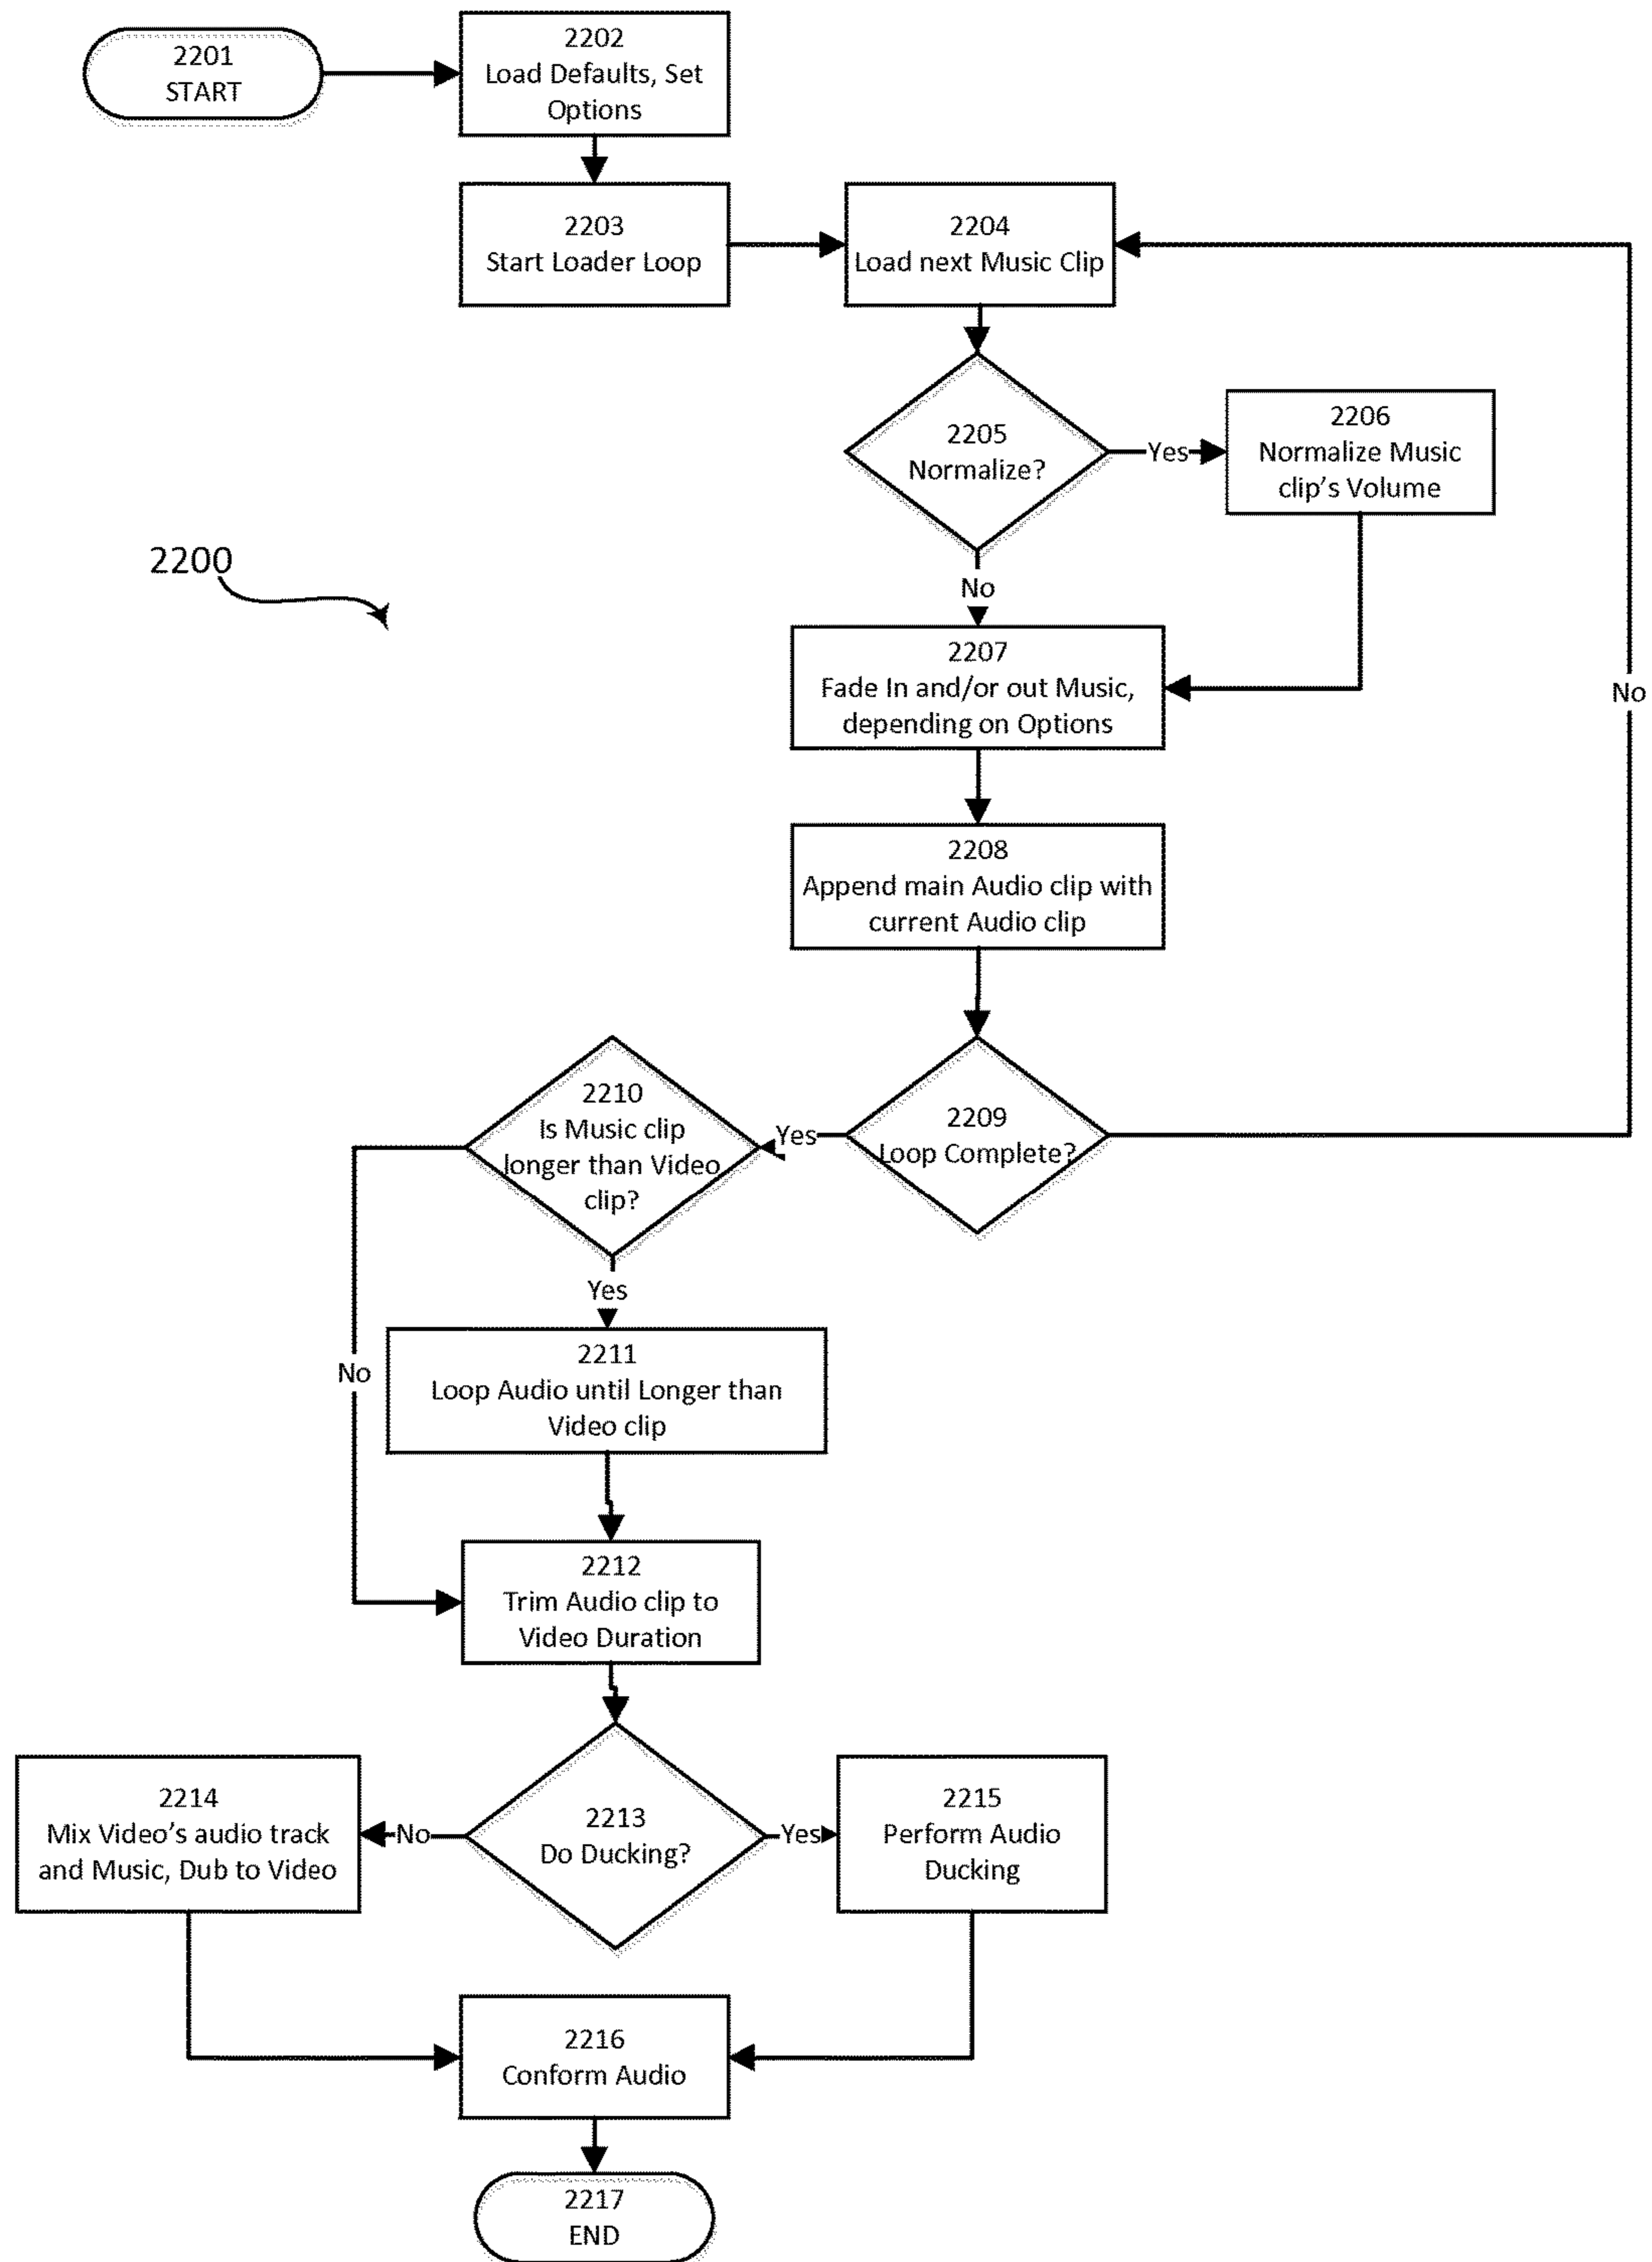 2201
START
2202
Load Defaults, Set
Options
2203
Start Loader Loop
2204
Load next Music Clip
2205
Normalize?
Yes
2206
Normalize Music
clip's Volume
2200
No
2207
Fade In and/or out Music,
depending on Options
No
2208
Append main Audio clip with
current Audio clip
2209
Loop Complete?
Yes
2210
Is Music clip
longer than Video
clip?
Yes
No
2211
Loop Audio until Longer than
Video clip
2212
Trim Audio clip to
Video Duration
2213
Do Ducking?
No
Yes
2214
Mix Video's audio track
and Music, Dub to Video
2215
Perform Audio
Ducking
2216
Conform Audio
2217
END